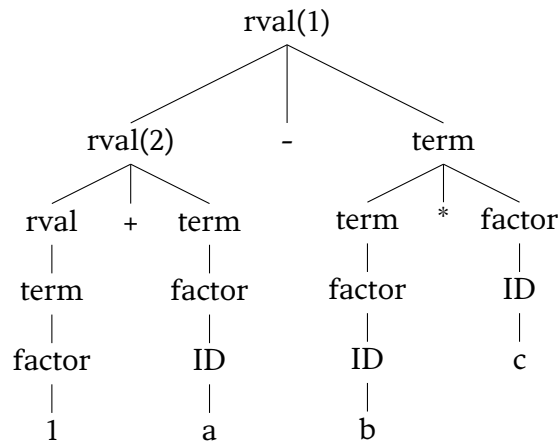 rval(1)
rval(2) - term
rval + term term * factor
term factor factor ID
factor ID ID c
1 a b